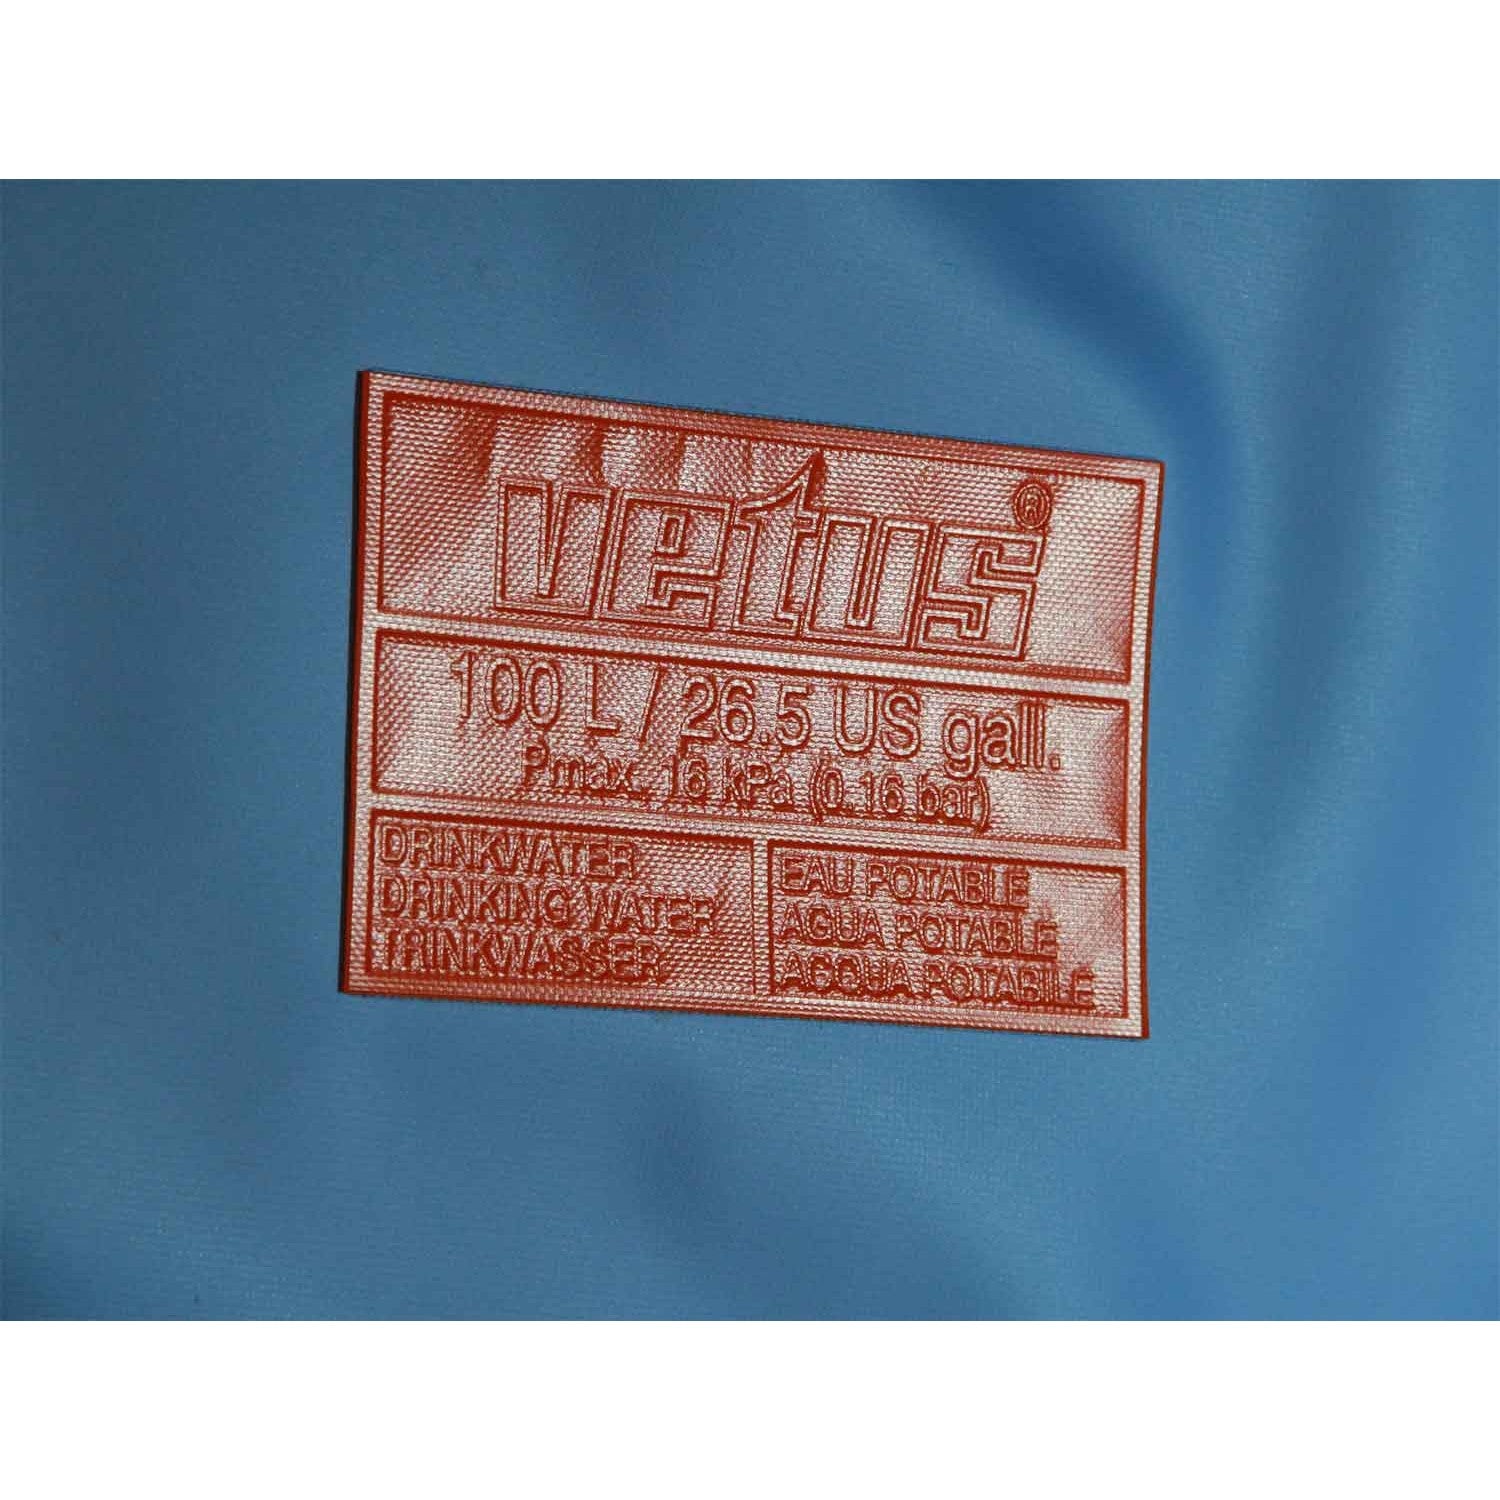 vetus®
100 L / 26.5 US gall.
Pmax. 16 kPa (0.16 bar)
DRINKWATER
DRINKING WATER
TRINKWASSER
EAU POTABLE
AGUA POTABLE
ACQUA POTABILE